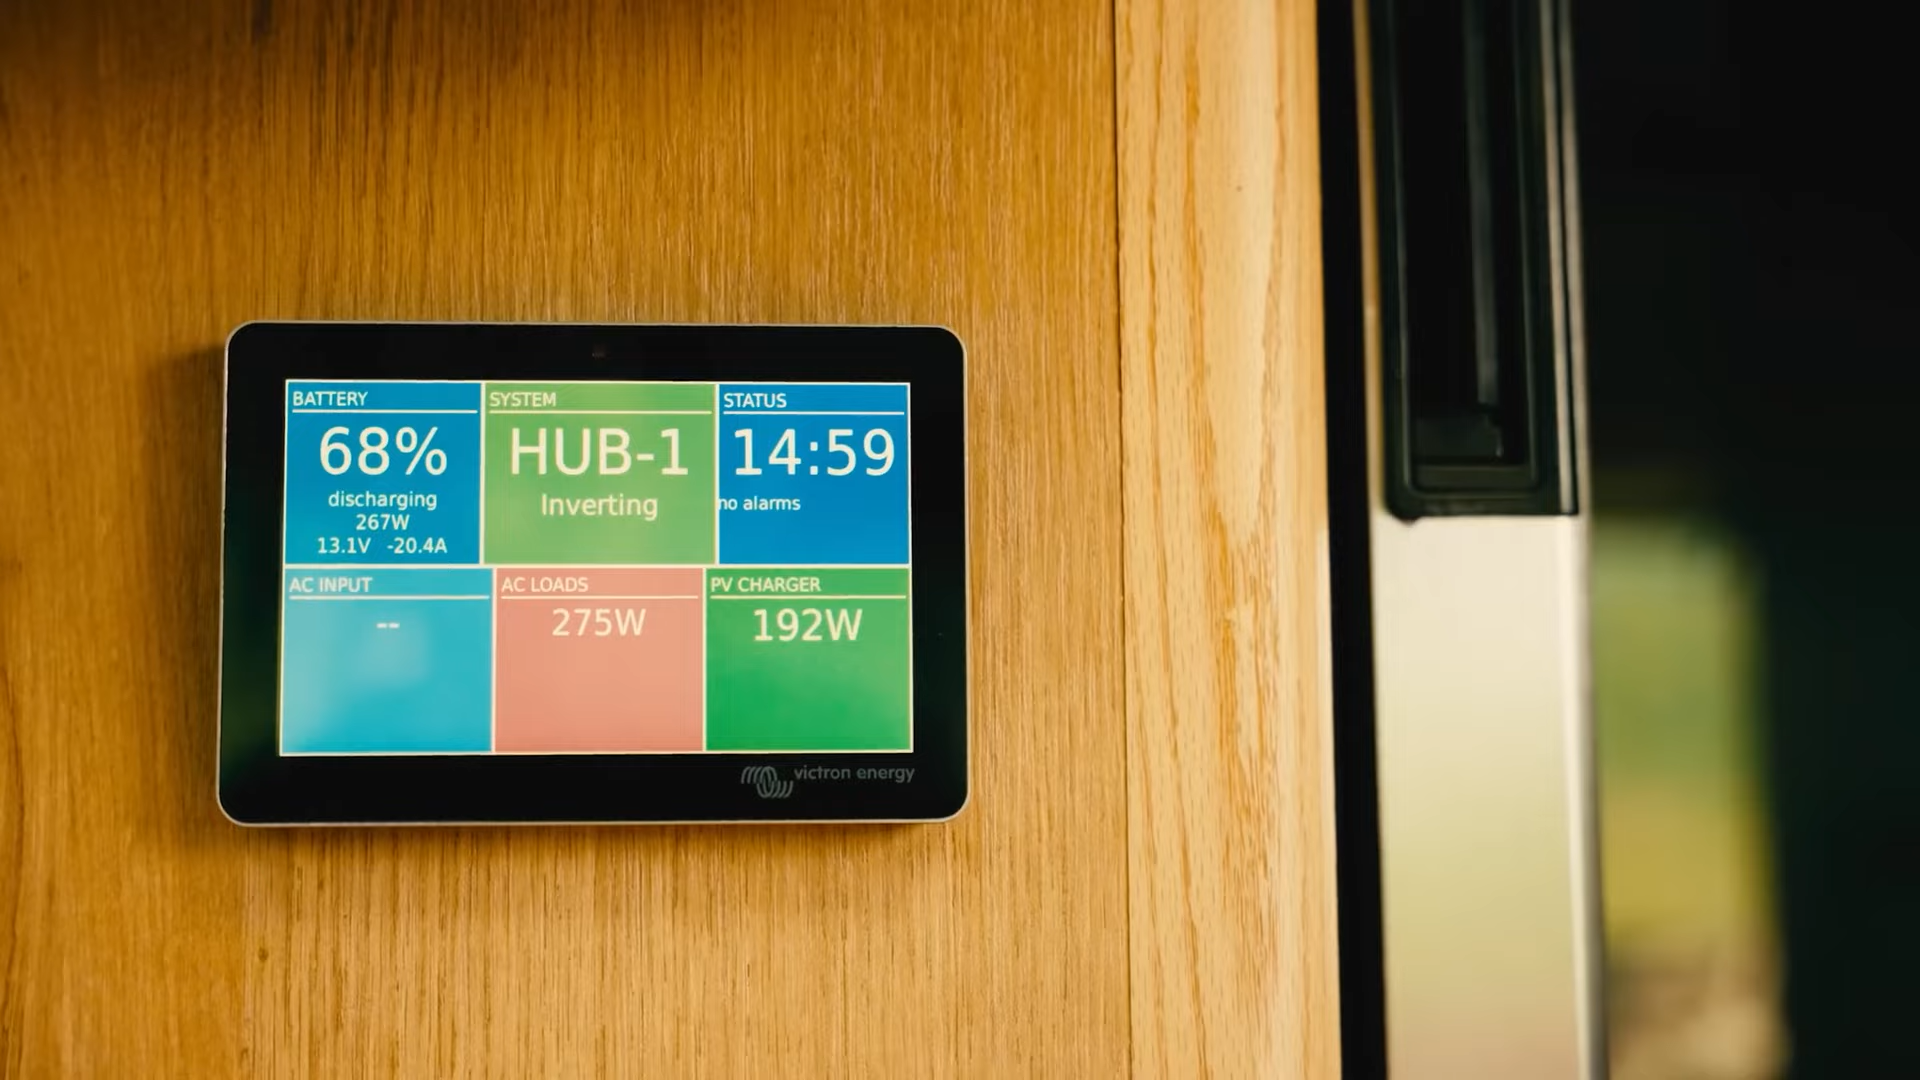 BATTERY
68%
discharging
267W
13.1V -20.4A
SYSTEM
HUB-1
Inverting
STATUS
14:59
no alarms
AC INPUT
--
AC LOADS
275W
PV CHARGER
192W
victron energy